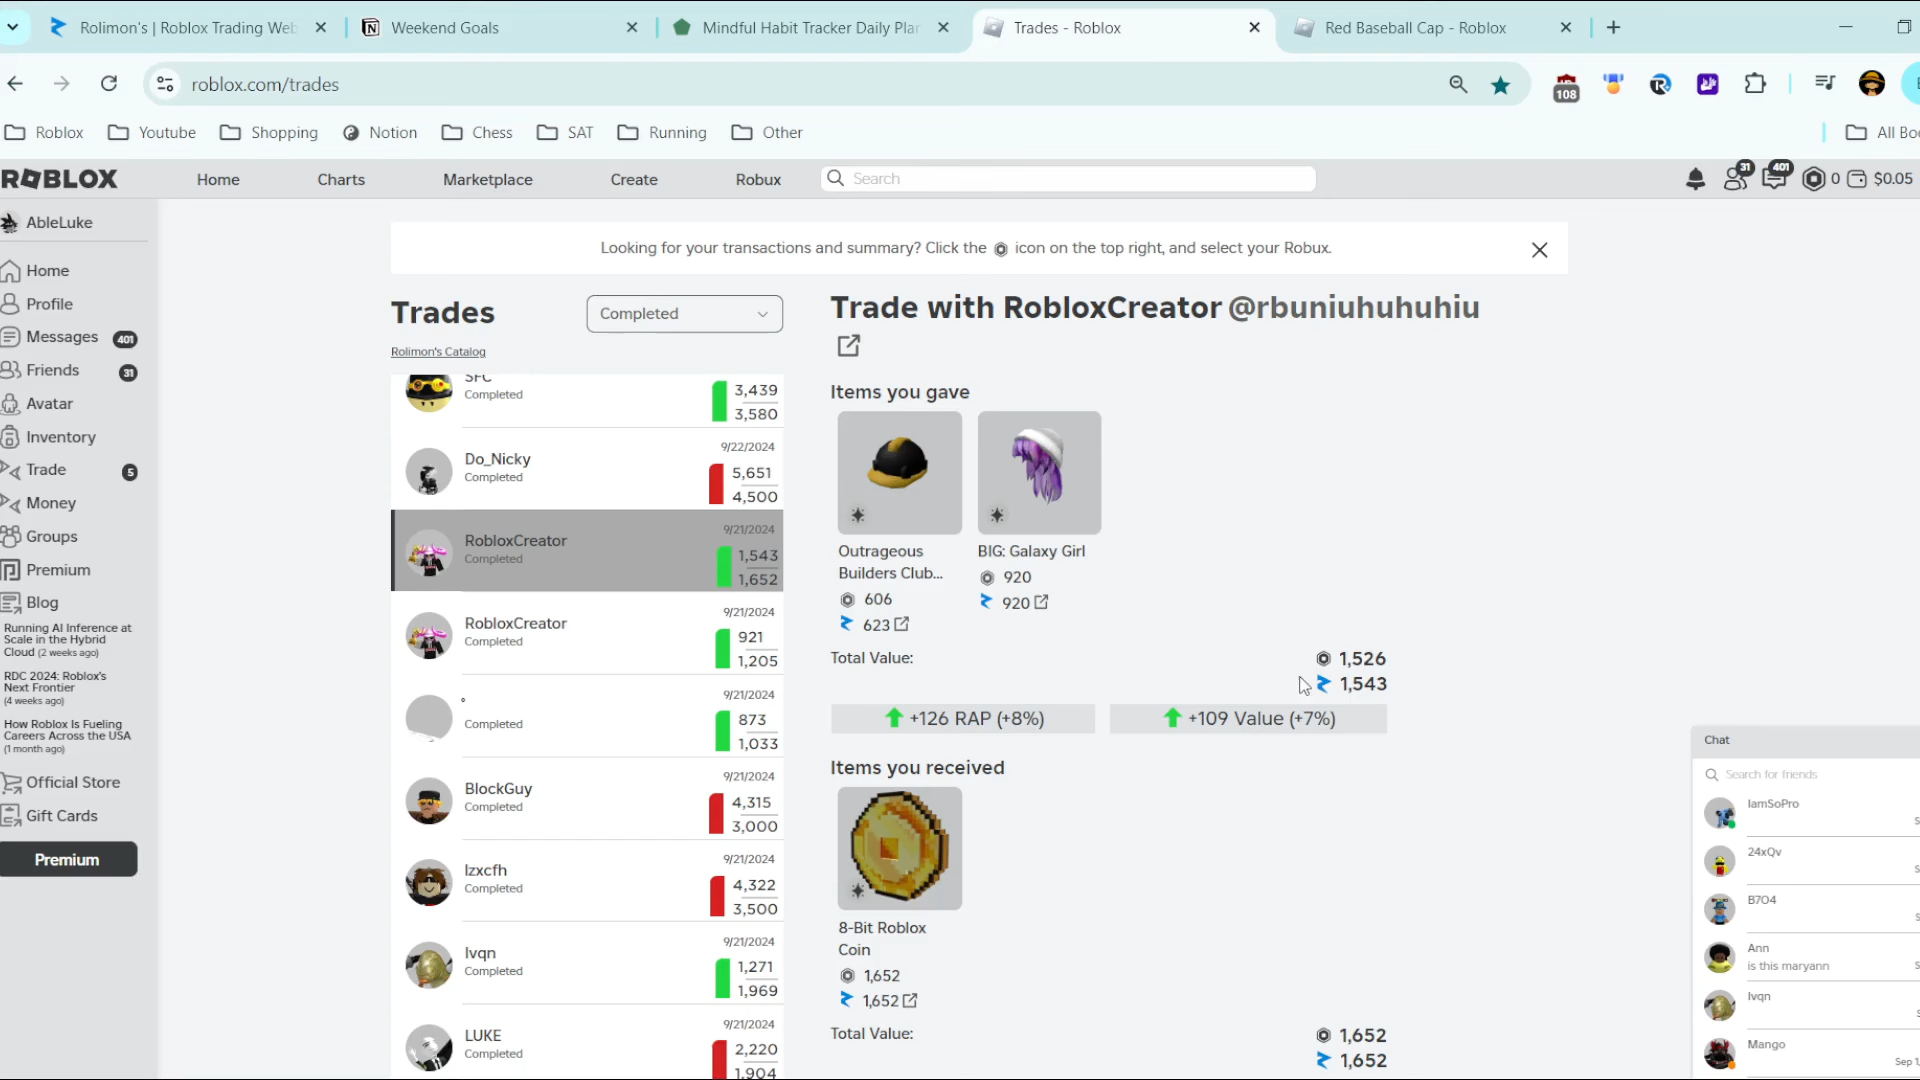 Rolimon's | Roblox Trading Web
Weekend Goals
Mindful Habit Tracker Daily Plan
Trades - Roblox
Red Baseball Cap - Roblox
roblox.com/trades
108
Roblox
Youtube
Shopping
Notion
Chess
SAT
Running
Other
All Boo
ROBLOX
Home
Charts
Marketplace
Create
Robux
Search
31
401
0
$0.05
AbleLuke
Home
Profile
Messages
401
Friends
31
Avatar
Inventory
Trade
5
Money
Groups
Premium
Blog
Running AI Inference at
Scale in the Hybrid
Cloud (2 weeks ago)
RDC 2024: Roblox's
Next Frontier
(4 weeks ago)
How Roblox Is Fueling
Careers Across the USA
(1 month ago)
Official Store
Gift Cards
Premium
Looking for your transactions and summary? Click the icon on the top right, and select your Robux.
Trades
Completed
Rolimon's Catalog
SFC
Completed
3,439
3,580
Do_Nicky
Completed
9/22/2024
5,651
4,500
RobloxCreator
Completed
9/21/2024
1,543
1,652
RobloxCreator
Completed
9/21/2024
921
1,205
°
Completed
9/21/2024
873
1,033
BlockGuy
Completed
9/21/2024
4,315
3,000
Completed
9/21/2024
4,322
3,500
Completed
9/21/2024
1,271
1,969
LUKE
Completed
9/21/2024
2,220
1,904
Trade with RobloxCreator @rbuniuhuhuhiu
Items you gave
Outrageous
Builders Club...
606
623
BIG: Galaxy Girl
920
920
Total Value:
1,526
1,543
+126 RAP (+8%)
+109 Value (+7%)
Items you received
8-Bit Roblox
Coin
1,652
1,652
Total Value:
1,652
1,652
Chat
Search for friends
IamSoPro
24xQv
B7O4
Ann
is this maryann
Mango
Sep 1,